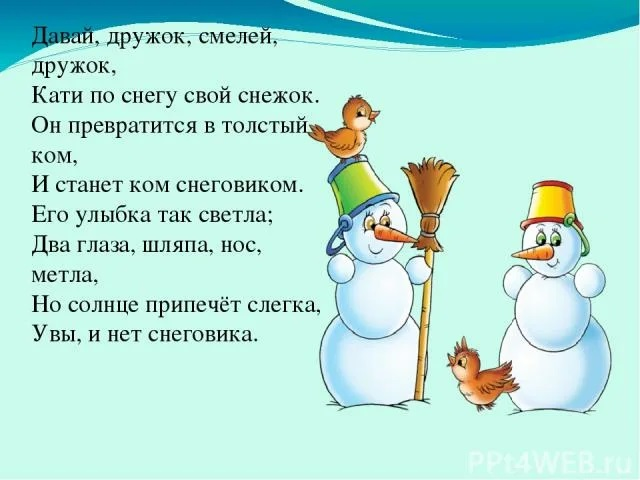 Давай, дружок, смелей,
дружок,
Кати по снегу свой снежок.
Он превратится в толстый
ком,
И станет ком снеговиком.
Его улыбка так светла;
Два глаза, шляпа, нос,
метла,
Но солнце припечёт слегка,
Увы, и нет снеговика.
PPt4WEB.ru